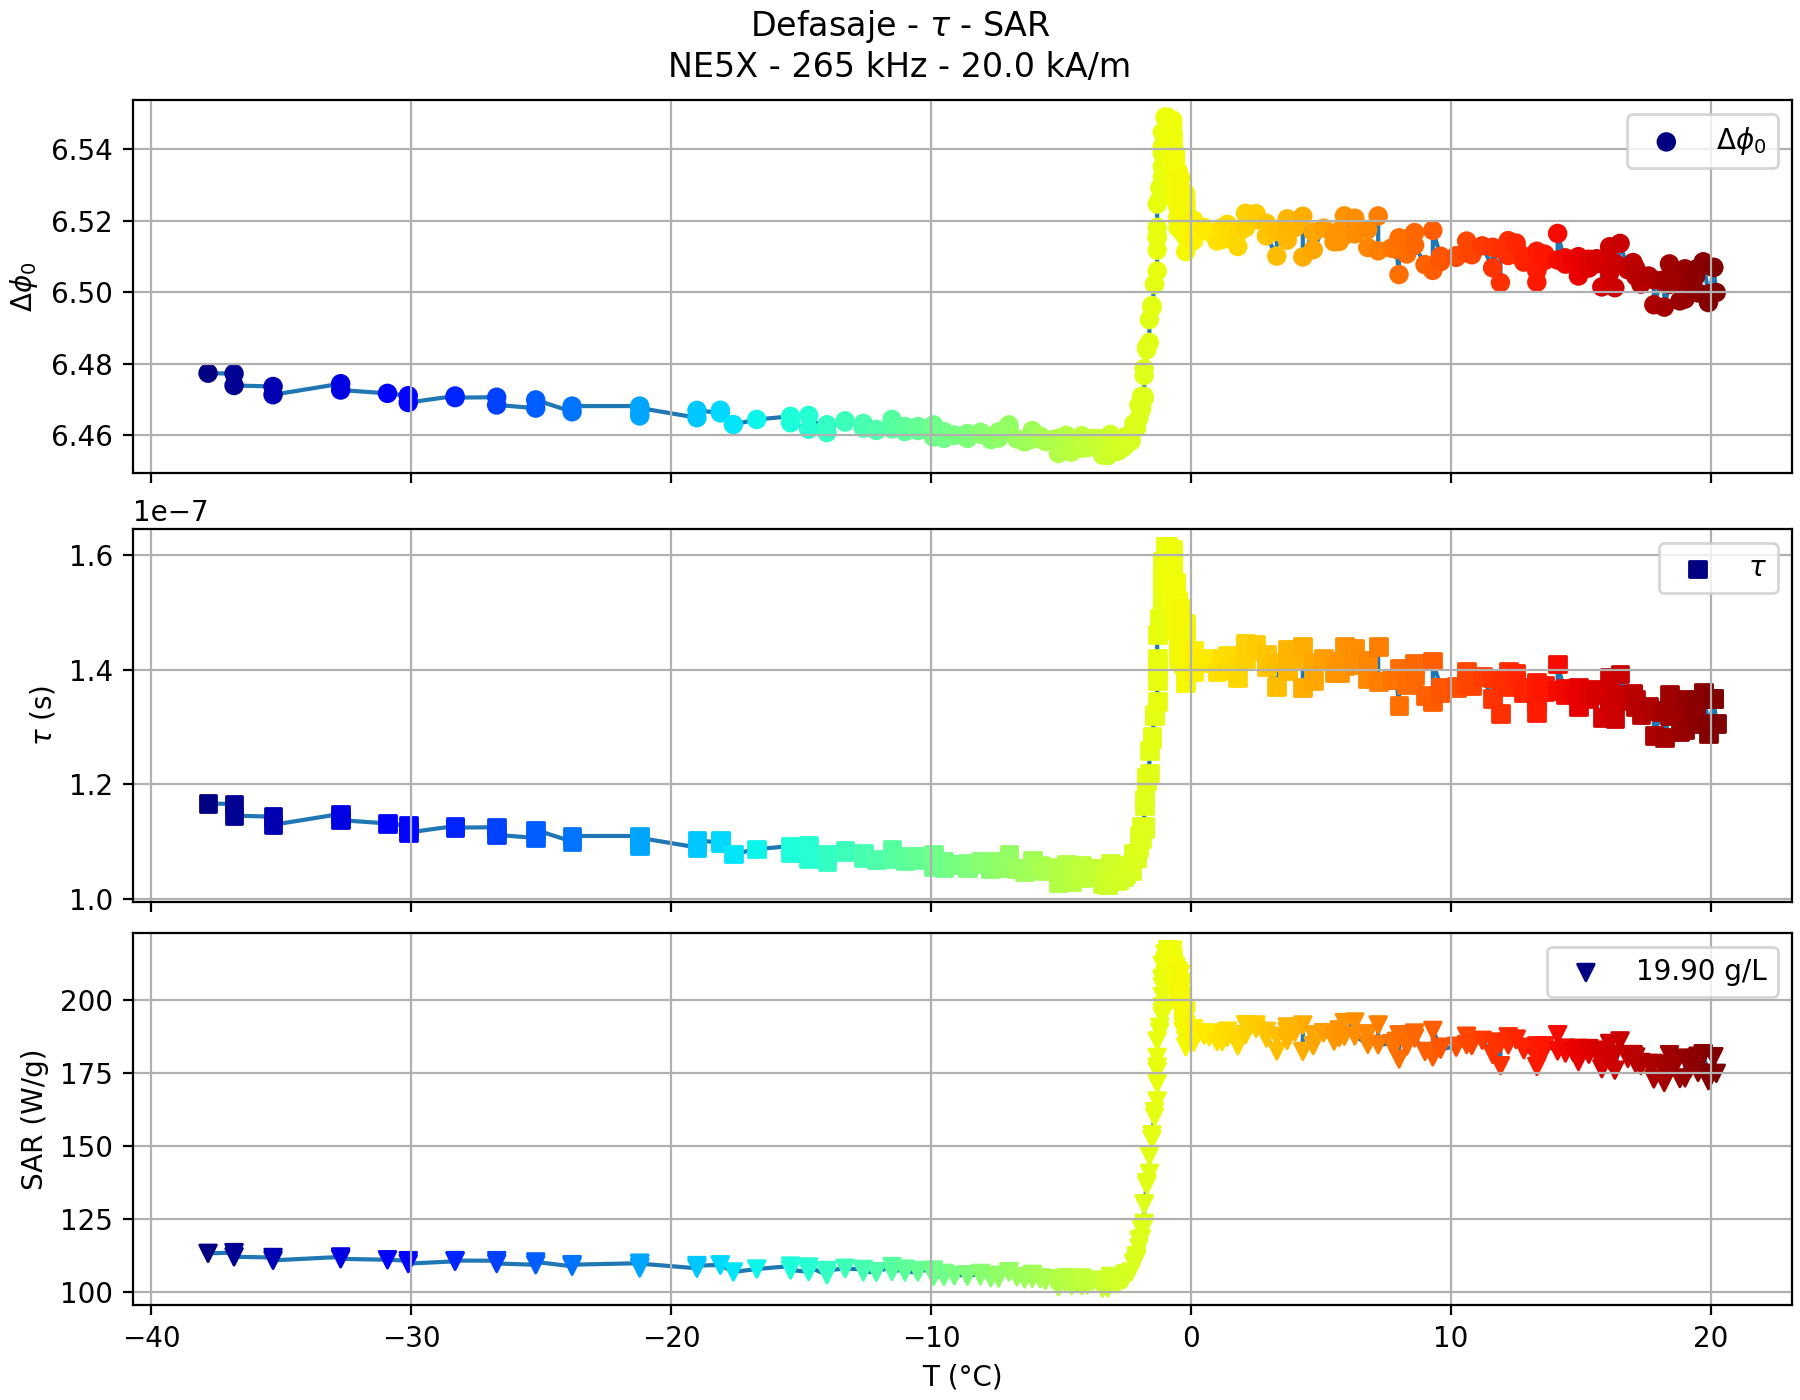 Defasaje - τ - SAR
NE5X - 265 kHz - 20.0 kA/m
Δϕ₀
6.54
6.52
6.50
6.48
6.46
Δϕ₀
1e−7
τ
1.6
1.4
1.2
1.0
τ (s)
19.90 g/L
200
175
150
125
100
SAR (W/g)
−40 −30 −20 −10 0 10 20
T (°C)